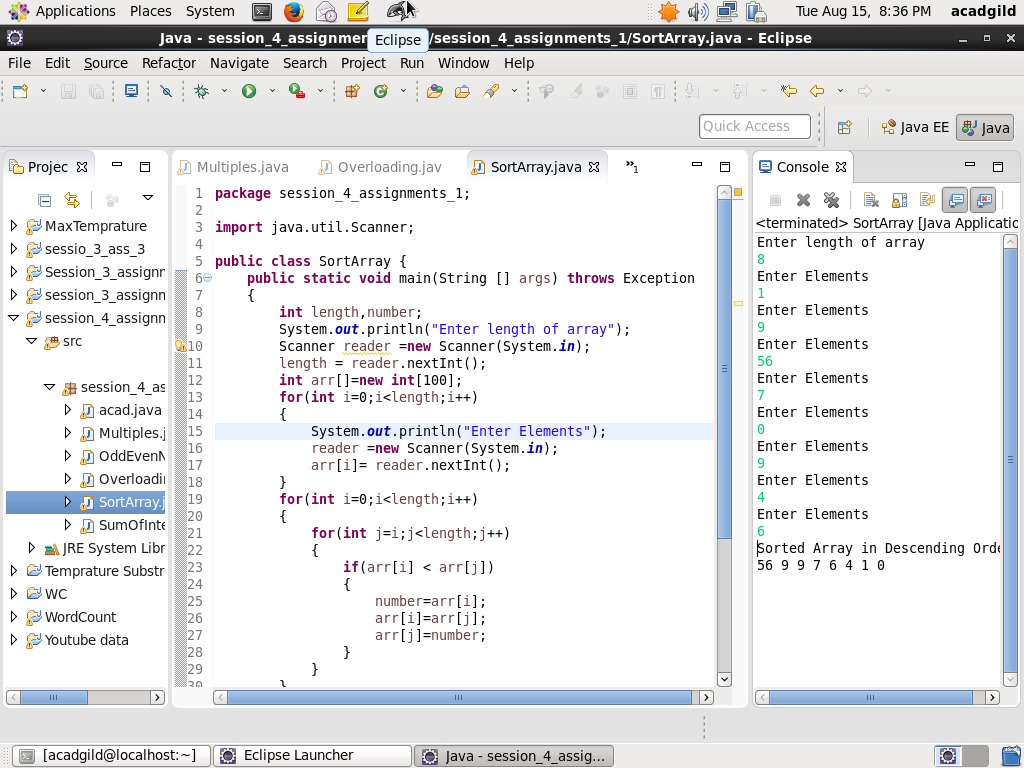 Applications Places System Tue Aug 15, 8:36 PM acadgild
Java - session_4_assignmen /session_4_assignments_1/SortArray.java - Eclipse
Eclipse
File Edit Source Refactor Navigate Search Project Run Window Help
Quick Access Java EE Java
Projec
MaxTemprature
sessio_3_ass_3
Session_3_assignm
session_3_assignm
session_4_assignm
src
session_4_as
acad.java
Multiples.j
OddEvenN
Overloadi
SortArray.j
SumOfInte
JRE System Libr
Temprature Substr
WC
WordCount
Youtube data
Multiples.java Overloading.jav SortArray.java »1
1 package session_4_assignments_1;
2
3 import java.util.Scanner;
4
5 public class SortArray {
6 public static void main(String [] args) throws Exception
7 {
8 int length,number;
9 System.out.println("Enter length of array");
10 Scanner reader =new Scanner(System.in);
11 length = reader.nextInt();
12 int arr[]=new int[100];
13 for(int i=0;i<length;i++)
14 {
15 System.out.println("Enter Elements");
16 reader =new Scanner(System.in);
17 arr[i]= reader.nextInt();
18 }
19 for(int i=0;i<length;i++)
20 {
21 for(int j=i;j<length;j++)
22 {
23 if(arr[i] < arr[j])
24 {
25 number=arr[i];
26 arr[i]=arr[j];
27 arr[j]=number;
28 }
29 }
30 }
Console
<terminated> SortArray [Java Applicatio
Enter length of array
8
Enter Elements
1
Enter Elements
9
Enter Elements
56
Enter Elements
7
Enter Elements
0
Enter Elements
9
Enter Elements
4
Enter Elements
6
Sorted Array in Descending Orde
56 9 9 7 6 4 1 0
[acadgild@localhost:~] Eclipse Launcher Java - session_4_assig...